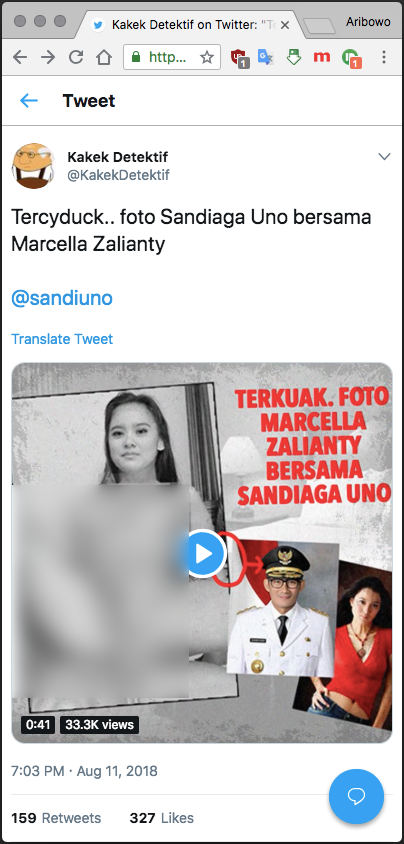 Kakek Detektif on Twitter: "Te
Aribowo
http...
1
1
Tweet
Kakek Detektif
@KakekDetektif
Tercyduck.. foto Sandiaga Uno bersama
Marcella Zalianty
@sandiuno
Translate Tweet
TERKUAK. FOTO
MARCELLA
ZALIANTY
BERSAMA
SANDIAGA UNO
0:41
33.3K views
7:03 PM · Aug 11, 2018
159 Retweets
327 Likes